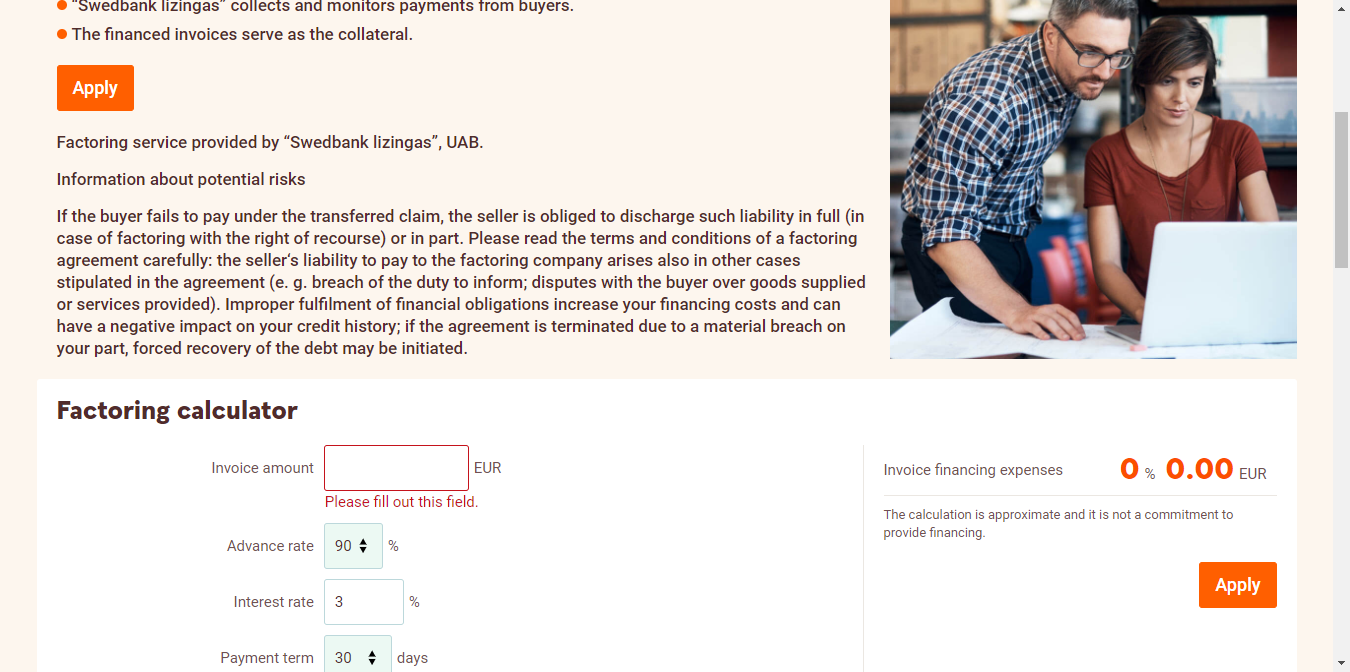 “Swedbank lizingas” collects and monitors payments from buyers.
The financed invoices serve as the collateral.
Apply
Factoring service provided by “Swedbank lizingas”, UAB.
Information about potential risks
If the buyer fails to pay under the transferred claim, the seller is obliged to discharge such liability in full (in
case of factoring with the right of recourse) or in part. Please read the terms and conditions of a factoring
agreement carefully: the seller‘s liability to pay to the factoring company arises also in other cases
stipulated in the agreement (e. g. breach of the duty to inform; disputes with the buyer over goods supplied
or services provided). Improper fulfilment of financial obligations increase your financing costs and can
have a negative impact on your credit history; if the agreement is terminated due to a material breach on
your part, forced recovery of the debt may be initiated.
Factoring calculator
Invoice amount EUR
Please fill out this field.
Advance rate 90 %
Interest rate 3 %
Payment term 30 days
Invoice financing expenses 0 % 0.00 EUR
The calculation is approximate and it is not a commitment to
provide financing.
Apply